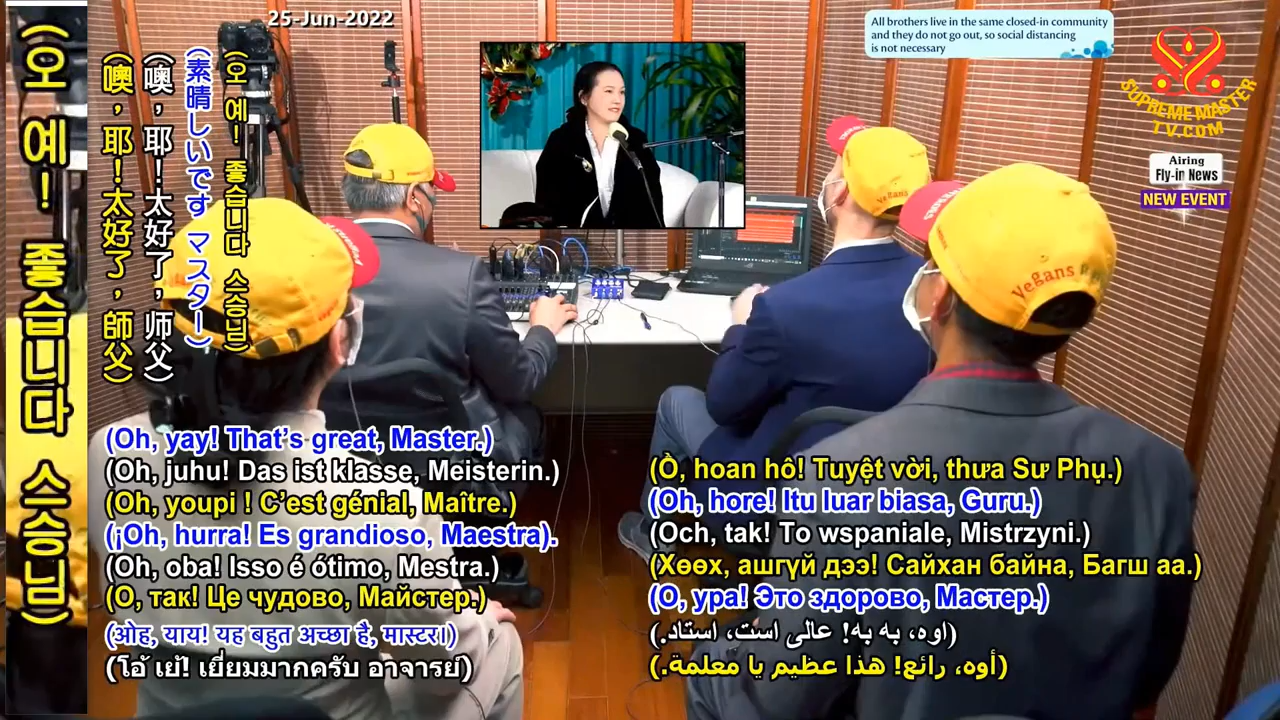 (오 예! 좋습니다 스승님)
25-Jun-2022
(噢，耶！太好了，師父)
(噢，耶！太好了，师父)
(素晴しいです マスター)
(오 예! 좋습니다 스승님)
All brothers live in the same closed-in community
and they do not go out, so social distancing
is not necessary
SUPREME MASTER
TV.COM
Airing
Fly-in News
NEW EVENT
Vegans
Vegans
(Oh, yay! That's great, Master.)
(Oh, juhu! Das ist klasse, Meisterin.)
(Oh, youpi ! C'est génial, Maître.)
(¡Oh, hurra! Es grandioso, Maestra).
(Oh, oba! Isso é ótimo, Mestra.)
(О, так! Це чудово, Майстер.)
(ओह, याय! यह बहुत अच्छा है, मास्टर।)
(โอ้ เย้! เยี่ยมมากครับ อาจารย์)
(Ồ, hoan hô! Tuyệt vời, thưa Sư Phụ.)
(Oh, hore! Itu luar biasa, Guru.)
(Och, tak! To wspaniale, Mistrzyni.)
(Хөөх, ашгүй дээ! Сайхан байна, Багш аа.)
(О, ура! Это здорово, Мастер.)
(اوه، به به! عالی است، استاد.)
(أوه، رائع! هذا عظيم يا معلمة.)